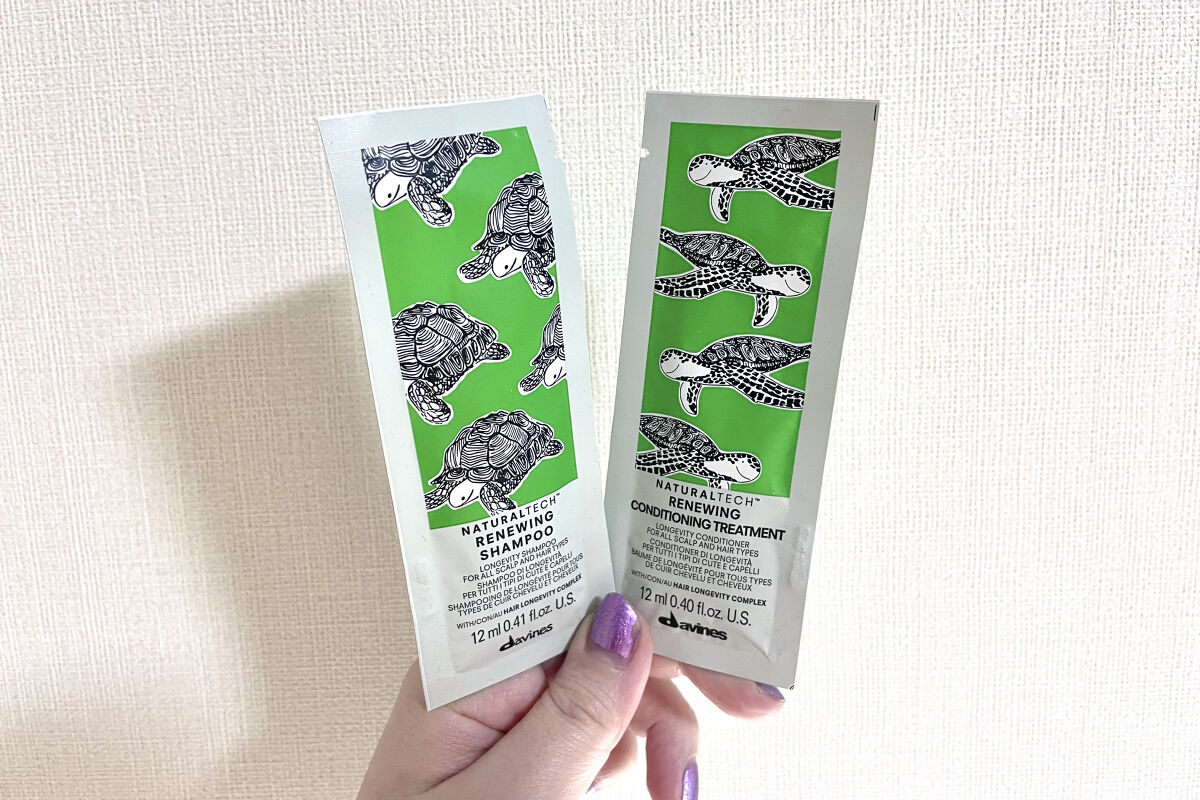 NATURALTECH™
RENEWING
SHAMPOO
LONGEVITY SHAMPOO
FOR ALL SCALP AND HAIR TYPES
SHAMPOO DI LONGEVITÀ
PER TUTTI I TIPI DI CUTE E CAPELLI
SHAMPOOING DE LONGÉVITÉ POUR TOUS
TYPES DE CUIR CHEVELU ET CHEVEUX
WITH/CON/AU HAIR LONGEVITY COMPLEX
12 ml 0.41 fl.oz. U.S.
davines
NATURALTECH™
RENEWING
CONDITIONING TREATMENT
LONGEVITY CONDITIONER
FOR ALL SCALP AND HAIR TYPES
CONDITIONER DI LONGEVITÀ
PER TUTTI I TIPI DI CUTE E CAPELLI
BAUME DE LONGÉVITÉ POUR TOUS TYPES
DE CUIR CHEVELU ET CHEVEUX
WITH/CON/AU HAIR LONGEVITY COMPLEX
12 ml 0.40 fl.oz. U.S.
davines